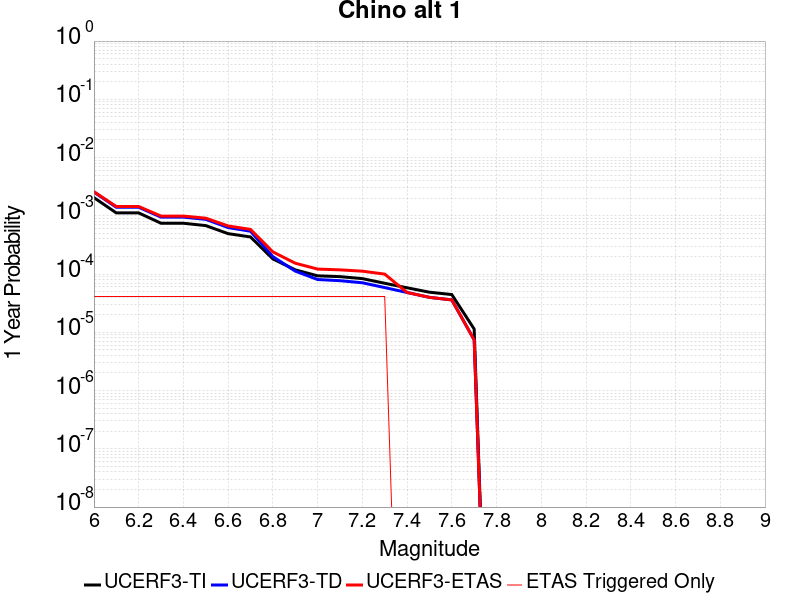 Chino alt 1
1 Year Probability
10^0
10^-1
10^-2
10^-3
10^-4
10^-5
10^-6
10^-7
10^-8
6 6.2 6.4 6.6 6.8 7 7.2 7.4 7.6 7.8 8 8.2 8.4 8.6 8.8 9
Magnitude
UCERF3-TI UCERF3-TD UCERF3-ETAS ETAS Triggered Only